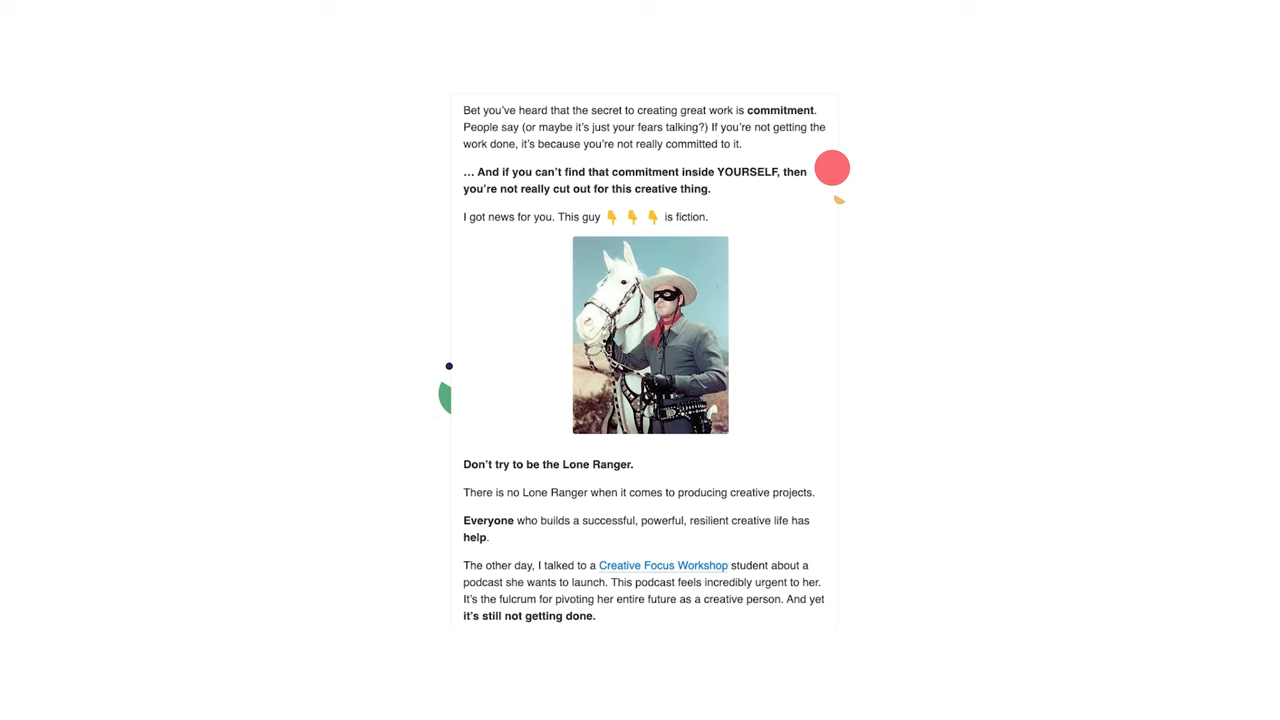 Bet you’ve heard that the secret to creating great work is commitment.
People say (or maybe it’s just your fears talking?) If you’re not getting the
work done, it’s because you’re not really committed to it.
… And if you can’t find that commitment inside YOURSELF, then
you’re not really cut out for this creative thing.
I got news for you. This guy 👇 👇 👇 is fiction.
Don’t try to be the Lone Ranger.
There is no Lone Ranger when it comes to producing creative projects.
Everyone who builds a successful, powerful, resilient creative life has
help.
The other day, I talked to a Creative Focus Workshop student about a
podcast she wants to launch. This podcast feels incredibly urgent to her.
It’s the fulcrum for pivoting her entire future as a creative person. And yet
it’s still not getting done.